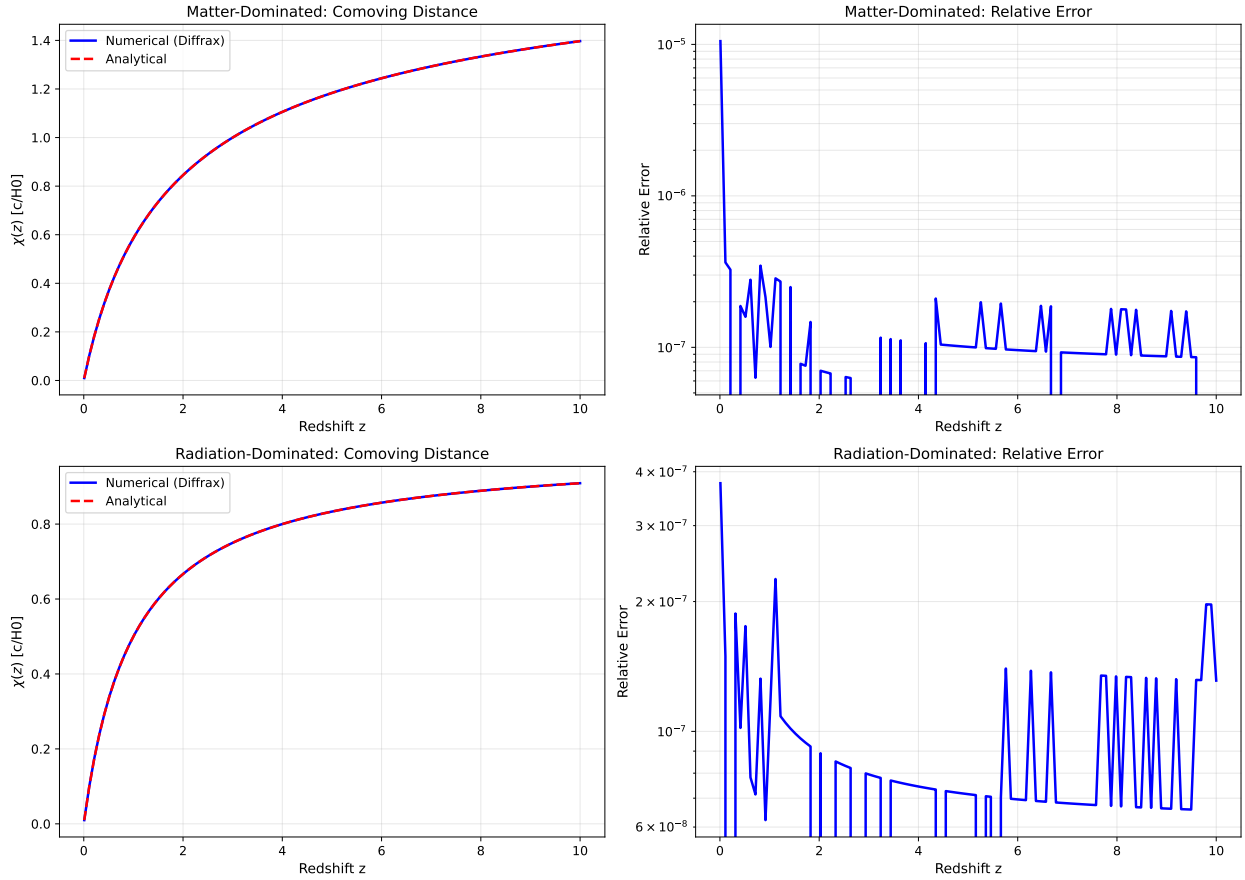 Matter-Dominated: Comoving Distance
χ(z) [c/H0]
1.4
1.2
1.0
0.8
0.6
0.4
0.2
0.0
Numerical (Diffrax)
Analytical
0 2 4 6 8 10
Redshift z
Matter-Dominated: Relative Error
Relative Error
10⁻⁵
10⁻⁶
10⁻⁷
0 2 4 6 8 10
Redshift z
Radiation-Dominated: Comoving Distance
χ(z) [c/H0]
0.8
0.6
0.4
0.2
0.0
Numerical (Diffrax)
Analytical
0 2 4 6 8 10
Redshift z
Radiation-Dominated: Relative Error
Relative Error
4 × 10⁻⁷
3 × 10⁻⁷
2 × 10⁻⁷
10⁻⁷
6 × 10⁻⁸
0 2 4 6 8 10
Redshift z